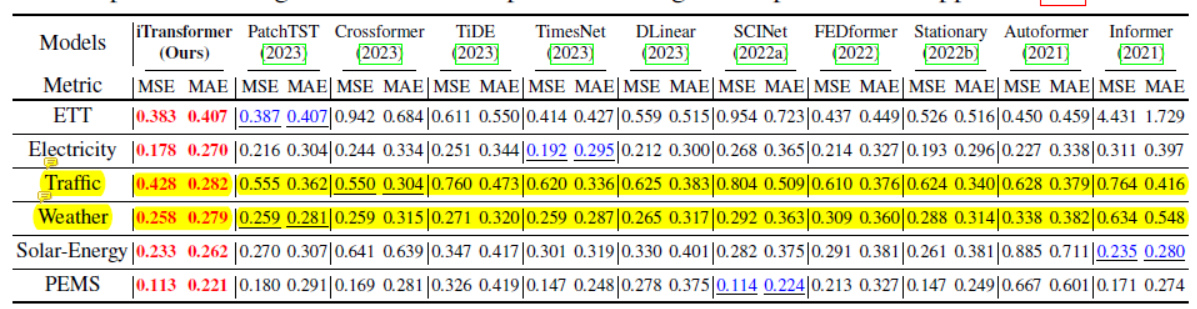 Models iTransformer (Ours) PatchTST (2023) Crossformer (2023) TiDE (2023) TimesNet (2023) DLinear (2023) SCINet (2022a) FEDformer (2022) Stationary (2022b) Autoformer (2021) Informer (2021)
Metric MSE MAE MSE MAE MSE MAE MSE MAE MSE MAE MSE MAE MSE MAE MSE MAE MSE MAE MSE MAE MSE MAE
ETT 0.383 0.407 0.387 0.407 0.942 0.684 0.611 0.550 0.414 0.427 0.559 0.515 0.954 0.723 0.437 0.449 0.526 0.516 0.450 0.459 4.431 1.729
Electricity 0.178 0.270 0.216 0.304 0.244 0.334 0.251 0.344 0.192 0.295 0.212 0.300 0.268 0.365 0.214 0.327 0.193 0.296 0.227 0.338 0.311 0.397
Traffic 0.428 0.282 0.555 0.362 0.550 0.304 0.760 0.473 0.620 0.336 0.625 0.383 0.804 0.509 0.610 0.376 0.624 0.340 0.628 0.379 0.764 0.416
Weather 0.258 0.279 0.259 0.281 0.259 0.315 0.271 0.320 0.259 0.287 0.265 0.317 0.292 0.363 0.309 0.360 0.288 0.314 0.338 0.382 0.634 0.548
Solar-Energy 0.233 0.262 0.270 0.307 0.641 0.639 0.347 0.417 0.301 0.319 0.330 0.401 0.282 0.375 0.291 0.381 0.261 0.381 0.885 0.711 0.235 0.280
PEMS 0.113 0.221 0.180 0.291 0.169 0.281 0.326 0.419 0.147 0.248 0.278 0.375 0.114 0.224 0.213 0.327 0.147 0.249 0.667 0.601 0.171 0.274